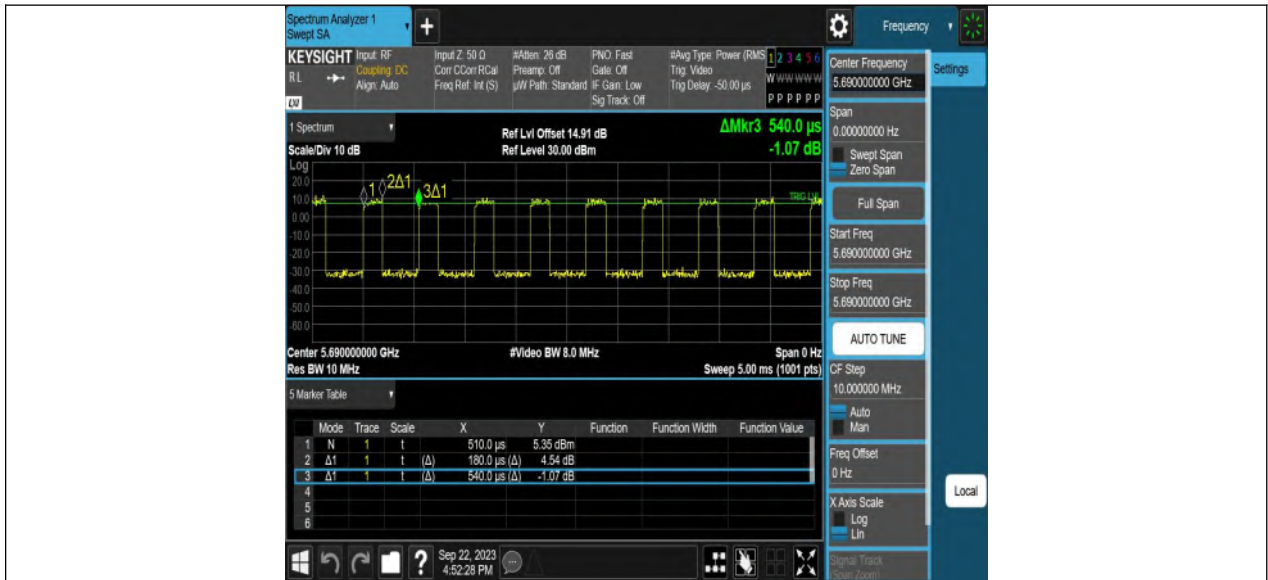 Spectrum Analyzer 1
Swept SA
+
Frequency
KEYSIGHT
RL
LXI
Input: RF
Coupling: DC
Align: Auto
Input Z: 50 Ω
Corr CCorr RCal
Freq Ref: Int (S)
#Atten: 26 dB
Preamp: Off
µW Path: Standard
PNO: Fast
Gate: Off
IF Gain: Low
Sig Track: Off
#Avg Type: Power (RMS
Trig: Video
Trig Delay: -50.00 µs
1 2 3 4 5 6
W W W W W W
P P P P P P
1 Spectrum
Scale/Div 10 dB
Ref Lvl Offset 14.91 dB
Ref Level 30.00 dBm
ΔMkr3 540.0 µs
-1.07 dB
Log
20.0
10.0
0.00
-10.0
-20.0
-30.0
-40.0
-50.0
-60.0
1
2Δ1
3Δ1
TRIG LVL
Center 5.690000000 GHz
#Video BW 8.0 MHz
Span 0 Hz
Res BW 10 MHz
Sweep 5.00 ms (1001 pts)
5 Marker Table
Mode Trace Scale X Y Function Function Width Function Value
1 N 1 t 510.0 µs 5.35 dBm
2 Δ1 1 t (Δ) 180.0 µs (Δ) 4.54 dB
3 Δ1 1 t (Δ) 540.0 µs (Δ) -1.07 dB
4
5
6
?
Sep 22, 2023
4:52:28 PM
Center Frequency
5.690000000 GHz
Settings
Span
0.00000000 Hz
Swept Span
Zero Span
Full Span
Start Freq
5.690000000 GHz
Stop Freq
5.690000000 GHz
AUTO TUNE
CF Step
10.000000 MHz
Auto
Man
Freq Offset
0 Hz
X Axis Scale
Log
Lin
Signal Track
(Span Zoom)
Local